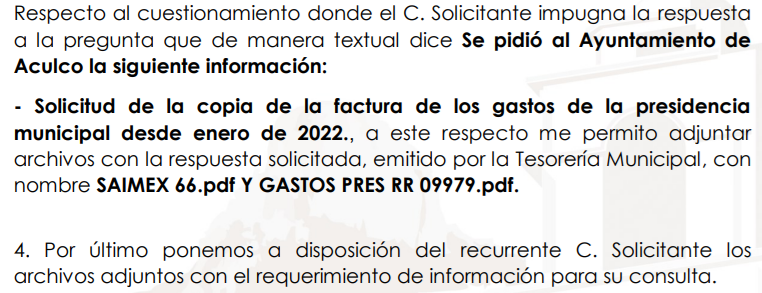 Respecto al cuestionamiento donde el C. Solicitante impugna la respuesta
a la pregunta que de manera textual dice Se pidió al Ayuntamiento de
Aculco la siguiente información:
- Solicitud de la copia de la factura de los gastos de la presidencia
municipal desde enero de 2022., a este respecto me permito adjuntar
archivos con la respuesta solicitada, emitido por la Tesorería Municipal, con
nombre SAIMEX 66.pdf Y GASTOS PRES RR 09979.pdf.
4. Por último ponemos a disposición del recurrente C. Solicitante los
archivos adjuntos con el requerimiento de información para su consulta.